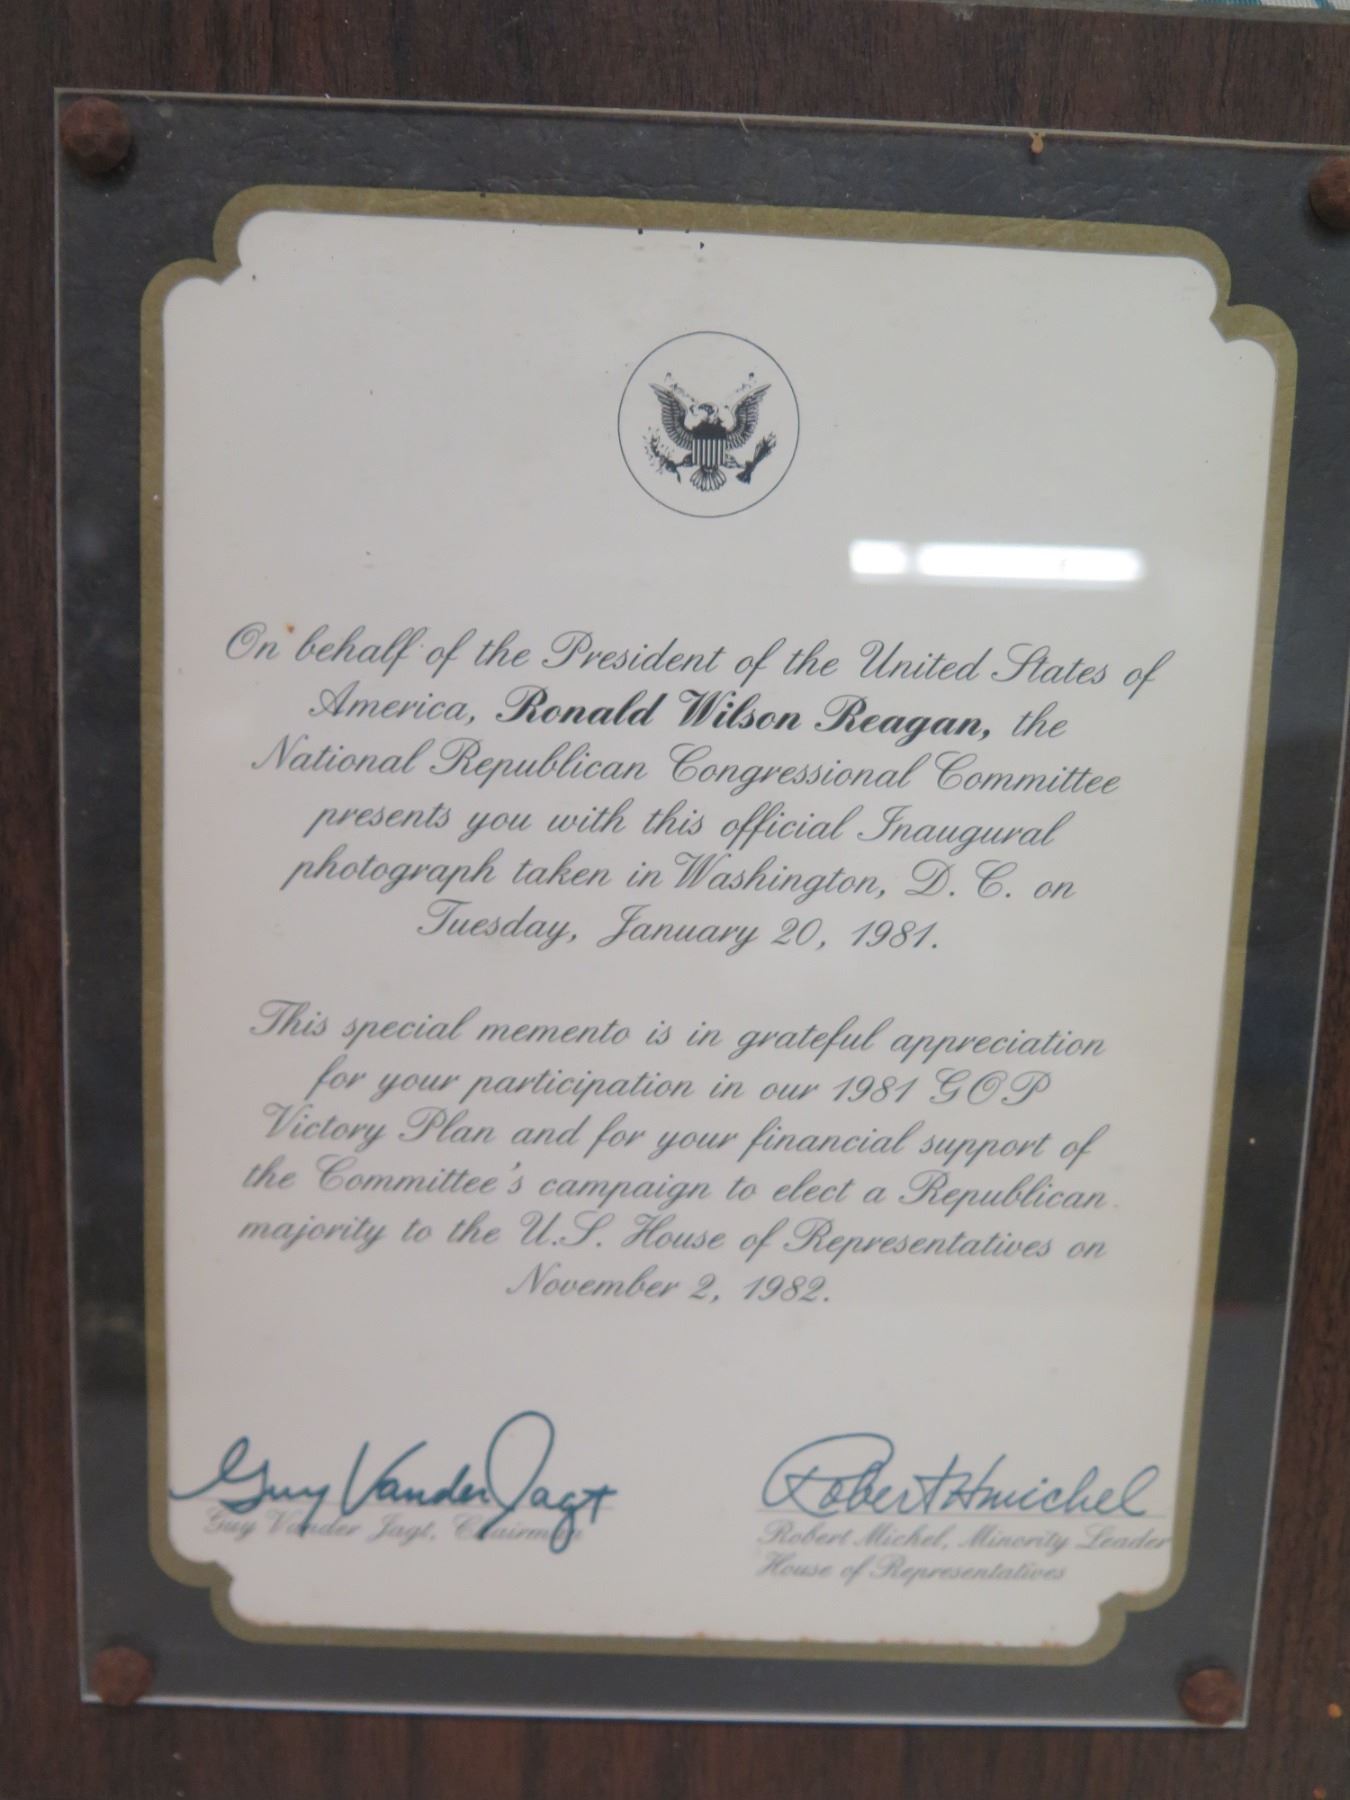 On behalf of the President of the United States of
America, Ronald Wilson Reagan, the
National Republican Congressional Committee
presents you with this official Inaugural
photograph taken in Washington, D. C. on
Tuesday, January 20, 1981.
This special memento is in grateful appreciation
for your participation in our 1981 GOP
Victory Plan and for your financial support of
the Committee's campaign to elect a Republican
majority to the U.S. House of Representatives on
November 2, 1982.
Guy Vander Jagt
Guy Vander Jagt, Chairman
Robert H Michel
Robert Michel, Minority Leader
House of Representatives